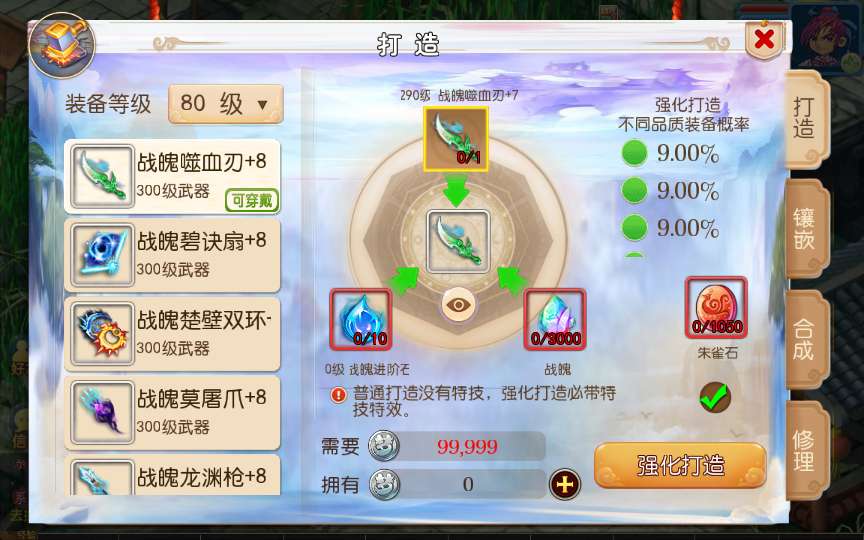 打造
装备等级
80 级
战魄噬血刃+8
300级武器
可穿戴
战魄碧诀扇+8
300级武器
战魄楚壁双环-
300级武器
战魄莫屠爪+8
300级武器
战魄龙渊枪+8
290级 战魄噬血刃+7
0/1
0/10
0/3000
战魄进阶石
战魄
普通打造没有特技，强化打造必带特
技特效。
需要
99,999
拥有
0
强化打造
不同品质装备概率
9.00%
9.00%
9.00%
0/1050
朱雀石
强化打造
打造
镶嵌
合成
修理